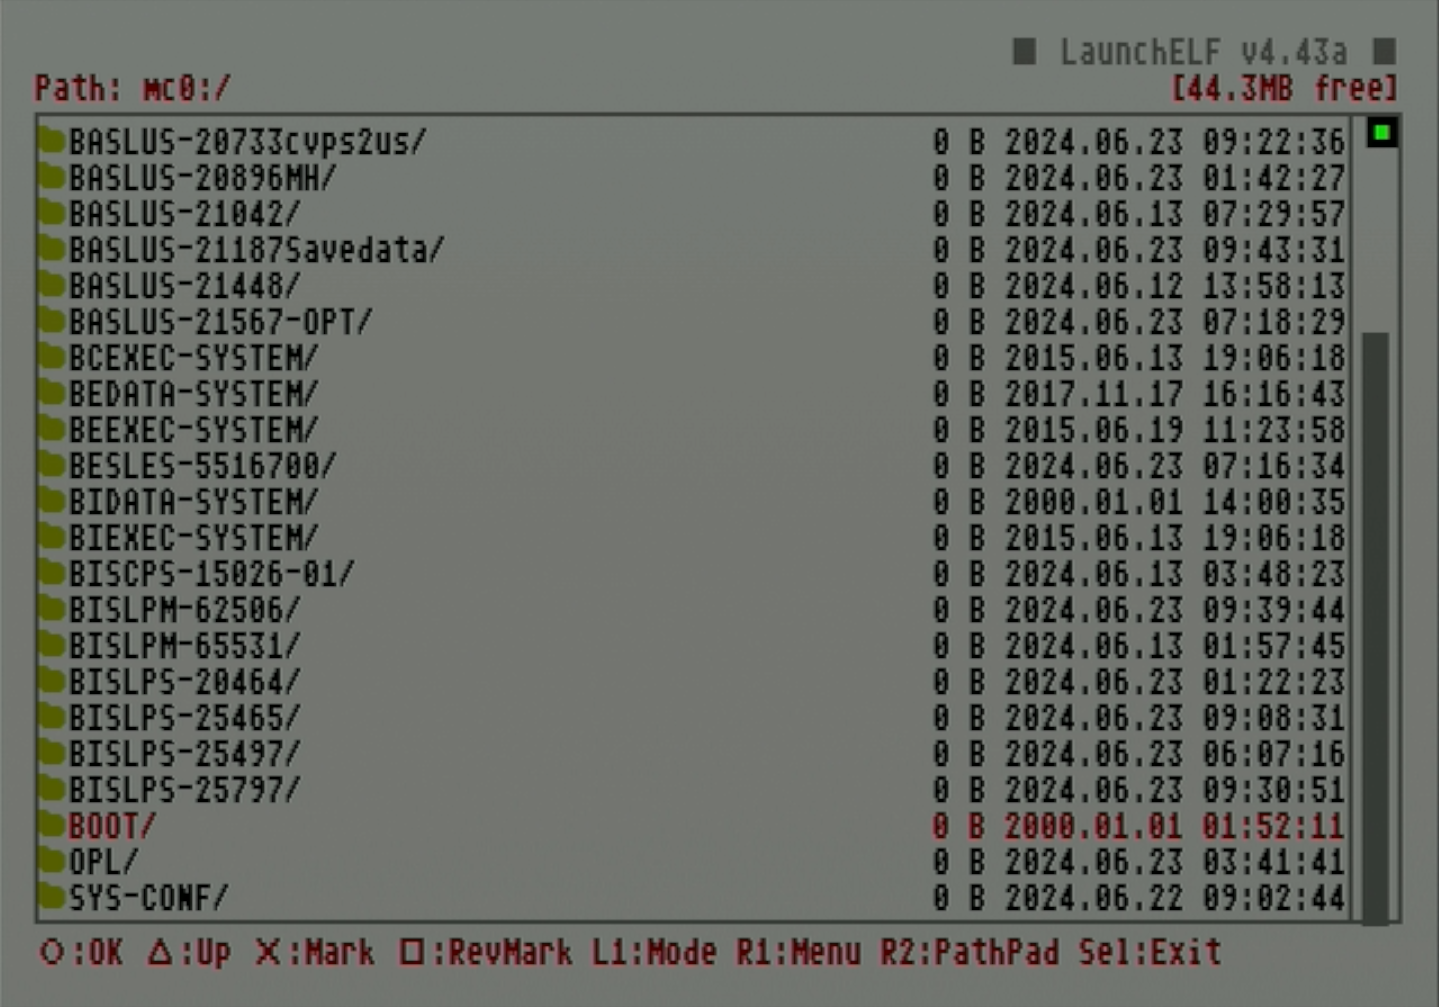 ■ LaunchELF v4.43a ■
Path: mc0:/ [44.3MB free]
BASLUS-20733cvps2us/ 0 B 2024.06.23 09:22:36
BASLUS-20896MH/ 0 B 2024.06.23 01:42:27
BASLUS-21042/ 0 B 2024.06.13 07:29:57
BASLUS-21187Savedata/ 0 B 2024.06.23 09:43:31
BASLUS-21448/ 0 B 2024.06.12 13:58:13
BASLUS-21567-OPT/ 0 B 2024.06.23 07:18:29
BCEXEC-SYSTEM/ 0 B 2015.06.13 19:06:18
BEDATA-SYSTEM/ 0 B 2017.11.17 16:16:43
BEEXEC-SYSTEM/ 0 B 2015.06.19 11:23:58
BESLES-5516700/ 0 B 2024.06.23 07:16:34
BIDATA-SYSTEM/ 0 B 2000.01.01 14:00:35
BIEXEC-SYSTEM/ 0 B 2015.06.13 19:06:18
BISCPS-15026-01/ 0 B 2024.06.13 03:48:23
BISLPM-62506/ 0 B 2024.06.23 09:39:44
BISLPM-65531/ 0 B 2024.06.13 01:57:45
BISLPS-20464/ 0 B 2024.06.23 01:22:23
BISLPS-25465/ 0 B 2024.06.23 09:08:31
BISLPS-25497/ 0 B 2024.06.23 06:07:16
BISLPS-25797/ 0 B 2024.06.23 09:30:51
BOOT/ 0 B 2000.01.01 01:52:11
OPL/ 0 B 2024.06.23 03:41:41
SYS-CONF/ 0 B 2024.06.22 09:02:44
○:OK △:Up ✕:Mark □:RevMark L1:Mode R1:Menu R2:PathPad Sel:Exit